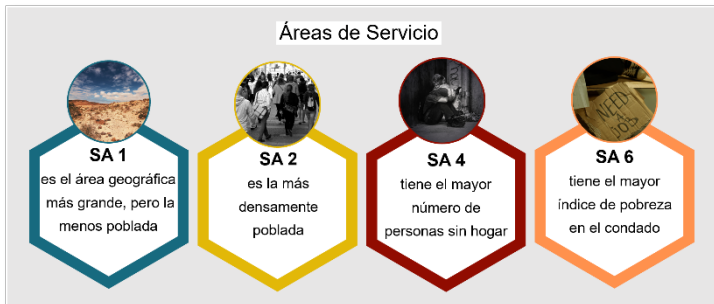 Áreas de Servicio
SA 1
es el área geográfica
más grande, pero la
menos poblada
SA 2
es la más
densamente
poblada
SA 4
tiene el mayor
número de
personas sin hogar
NEED
A
JOB
SA 6
tiene el mayor
índice de pobreza
en el condado